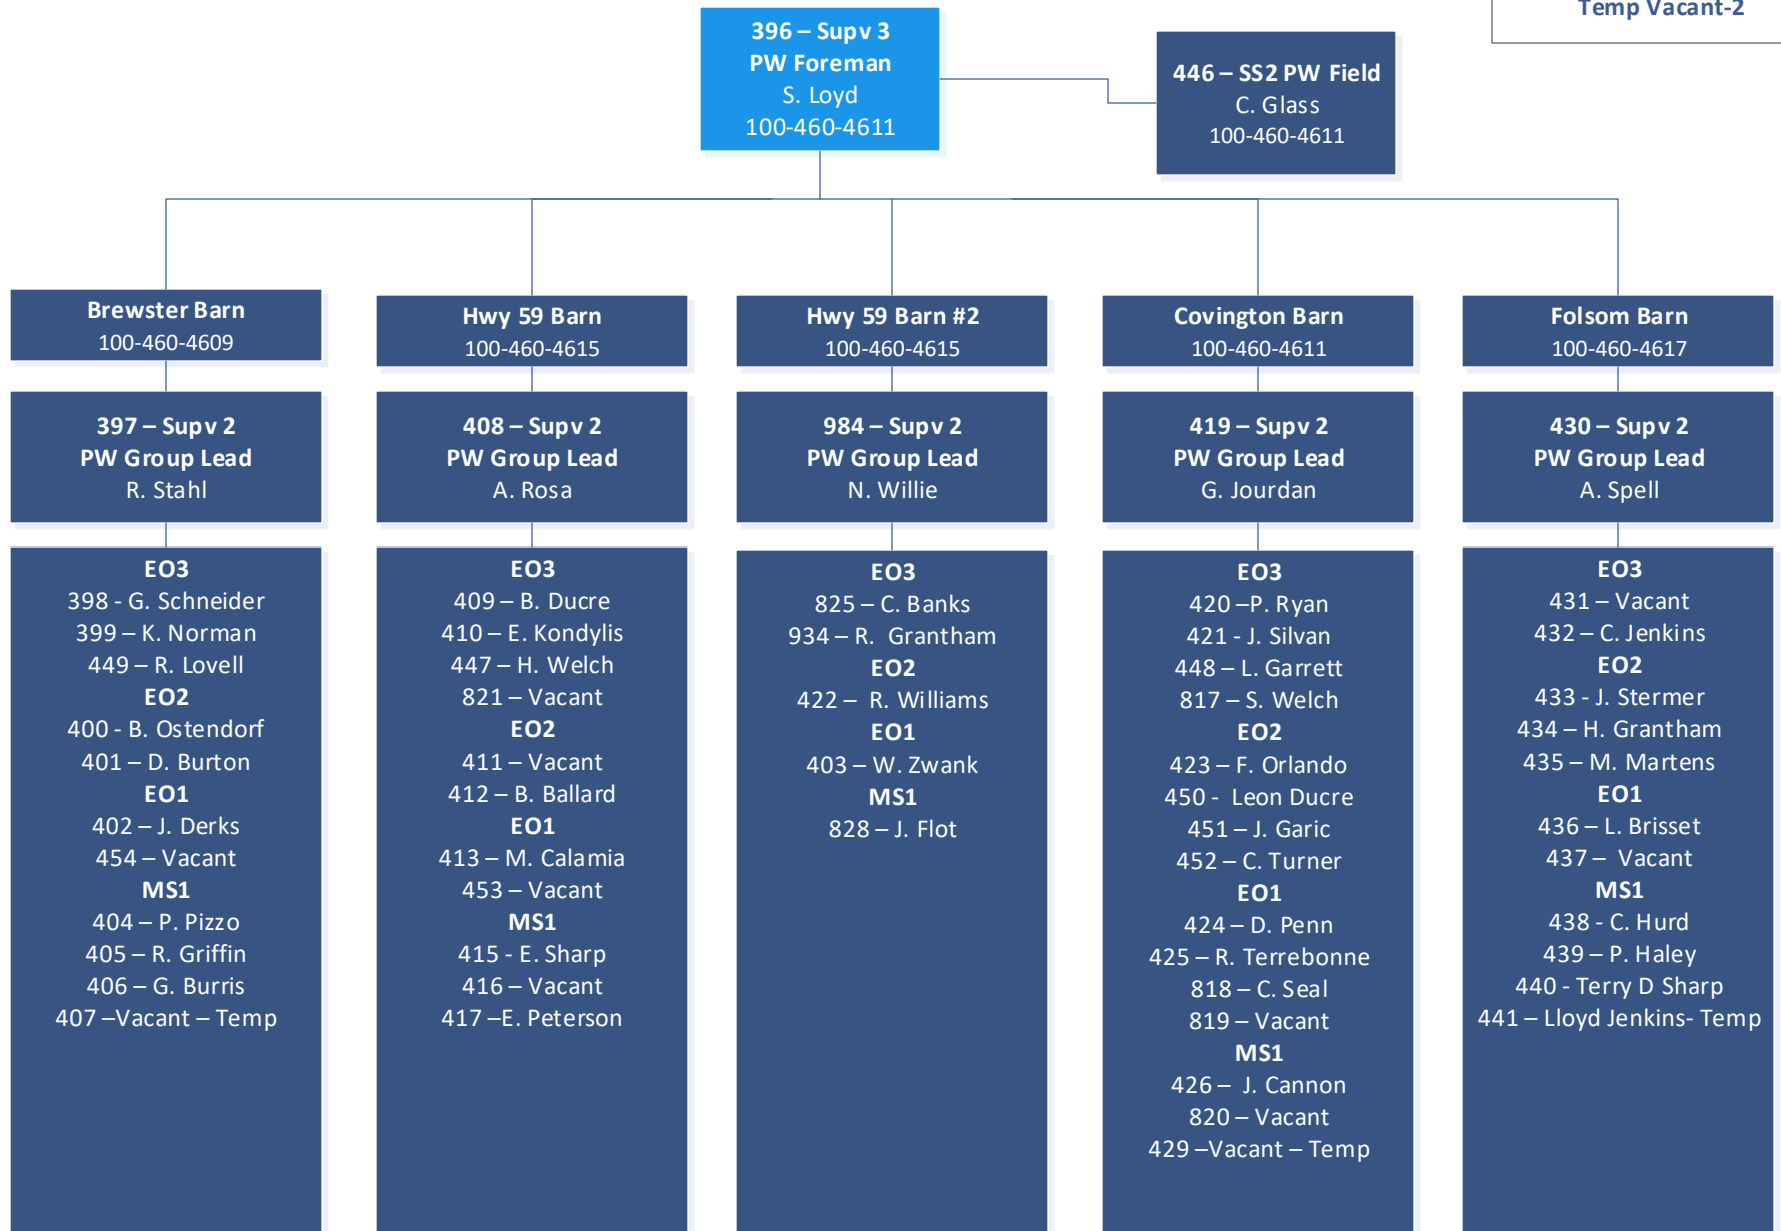 Temp Vacant-2
396 – Supv 3
PW Foreman
S. Loyd
100-460-4611
446 – SS2 PW Field
C. Glass
100-460-4611
Brewster Barn
100-460-4609
397 – Supv 2
PW Group Lead
R. Stahl
EO3
398 - G. Schneider
399 – K. Norman
449 – R. Lovell
EO2
400 - B. Ostendorf
401 – D. Burton
EO1
402 – J. Derks
454 – Vacant
MS1
404 – P. Pizzo
405 – R. Griffin
406 – G. Burris
407 –Vacant – Temp
Hwy 59 Barn
100-460-4615
408 – Supv 2
PW Group Lead
A. Rosa
EO3
409 – B. Ducre
410 – E. Kondylis
447 – H. Welch
821 – Vacant
EO2
411 – Vacant
412 – B. Ballard
EO1
413 – M. Calamia
453 – Vacant
MS1
415 - E. Sharp
416 – Vacant
417 –E. Peterson
Hwy 59 Barn #2
100-460-4615
984 – Supv 2
PW Group Lead
N. Willie
EO3
825 – C. Banks
934 – R. Grantham
EO2
422 – R. Williams
EO1
403 – W. Zwank
MS1
828 – J. Flot
Covington Barn
100-460-4611
419 – Supv 2
PW Group Lead
G. Jourdan
EO3
420 –P. Ryan
421 - J. Silvan
448 – L. Garrett
817 – S. Welch
EO2
423 – F. Orlando
450 - Leon Ducre
451 – J. Garic
452 – C. Turner
EO1
424 – D. Penn
425 – R. Terrebonne
818 – C. Seal
819 – Vacant
MS1
426 – J. Cannon
820 – Vacant
429 –Vacant – Temp
Folsom Barn
100-460-4617
430 – Supv 2
PW Group Lead
A. Spell
EO3
431 – Vacant
432 – C. Jenkins
EO2
433 - J. Stermer
434 – H. Grantham
435 – M. Martens
EO1
436 – L. Brisset
437 – Vacant
MS1
438 - C. Hurd
439 – P. Haley
440 - Terry D Sharp
441 – Lloyd Jenkins- Temp